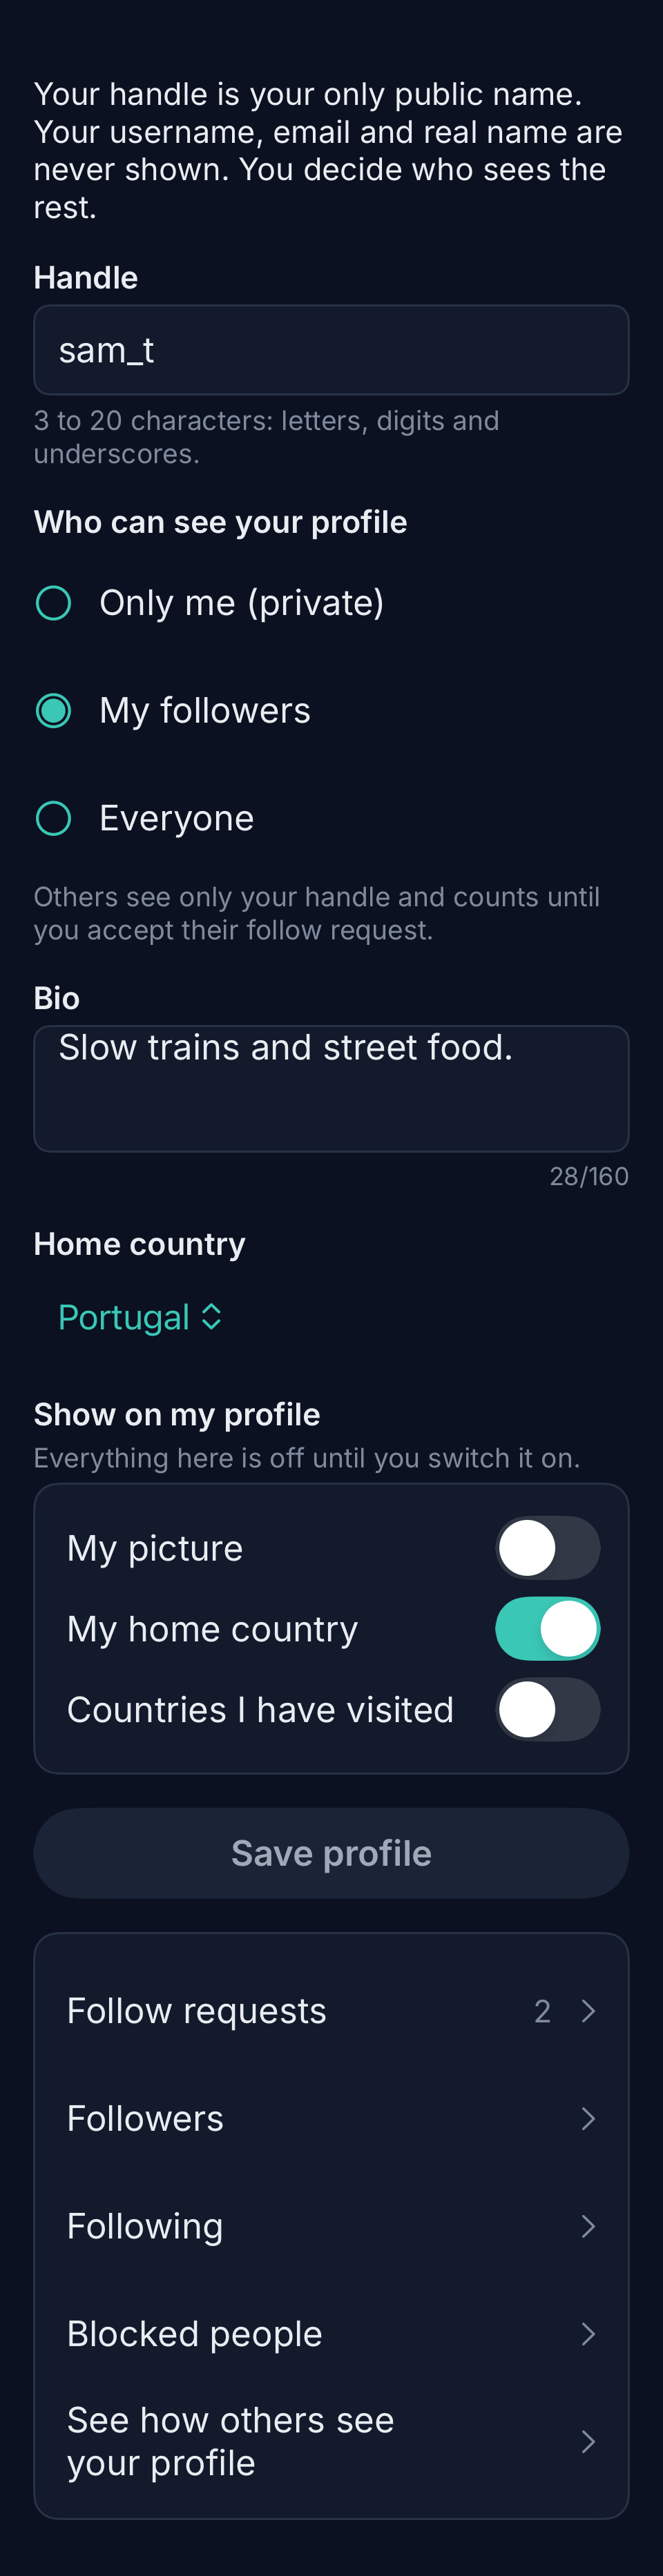 Your handle is your only public name.
Your username, email and real name are
never shown. You decide who sees the
rest.
Handle
sam_t
3 to 20 characters: letters, digits and
underscores.
Who can see your profile
Only me (private)
My followers
Everyone
Others see only your handle and counts until
you accept their follow request.
Bio
Slow trains and street food.
28/160
Home country
Portugal
Show on my profile
Everything here is off until you switch it on.
My picture
My home country
Countries I have visited
Save profile
Follow requests 2
Followers
Following
Blocked people
See how others see
your profile